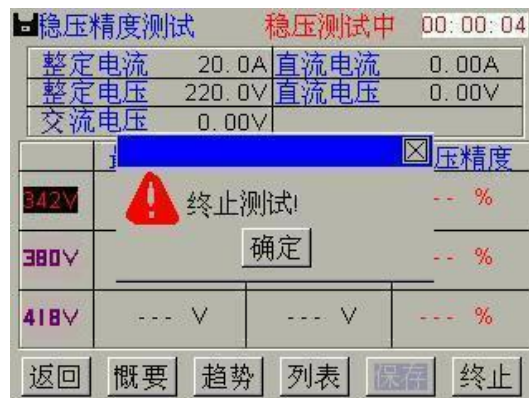 稳压精度测试 稳压测试中 00:00:04
整定电流 20.0A 直流电流 0.00A
整定电压 220.0V 直流电压 0.00V
交流电压 0.00V
压精度
342V -- %
终止测试!
确定
380V -- %
418V --- V --- V --- %
返回 概要 趋势 列表 保存 终止